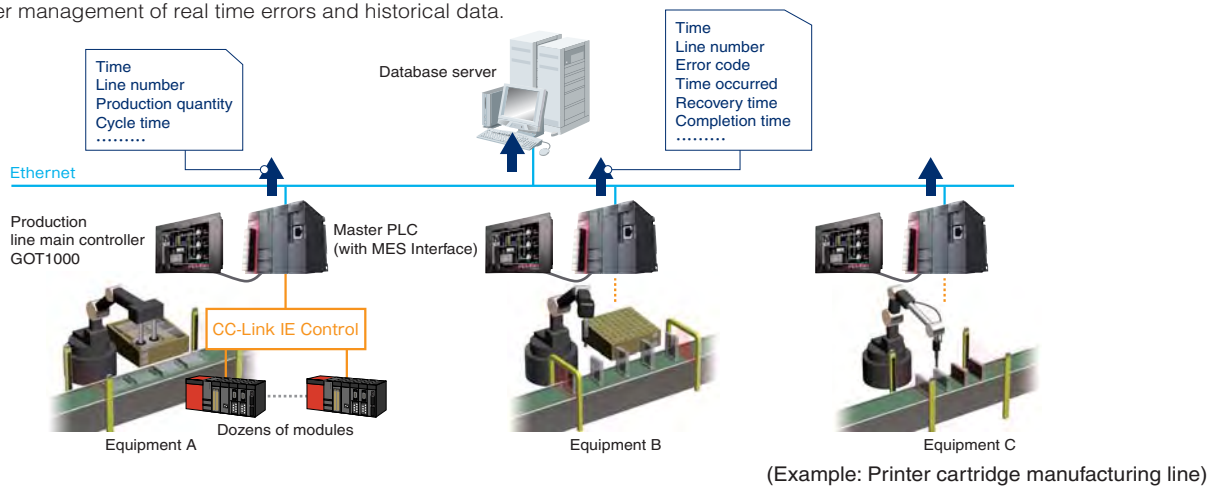 er management of real time errors and historical data.
Time
Line number
Production quantity
Cycle time
.........
Database server
Time
Line number
Error code
Time occurred
Recovery time
Completion time
.........
Ethernet
Production
line main controller
GOT1000
Master PLC
(with MES Interface)
CC-Link IE Control
Dozens of modules
Equipment A
Equipment B
Equipment C
(Example: Printer cartridge manufacturing line)